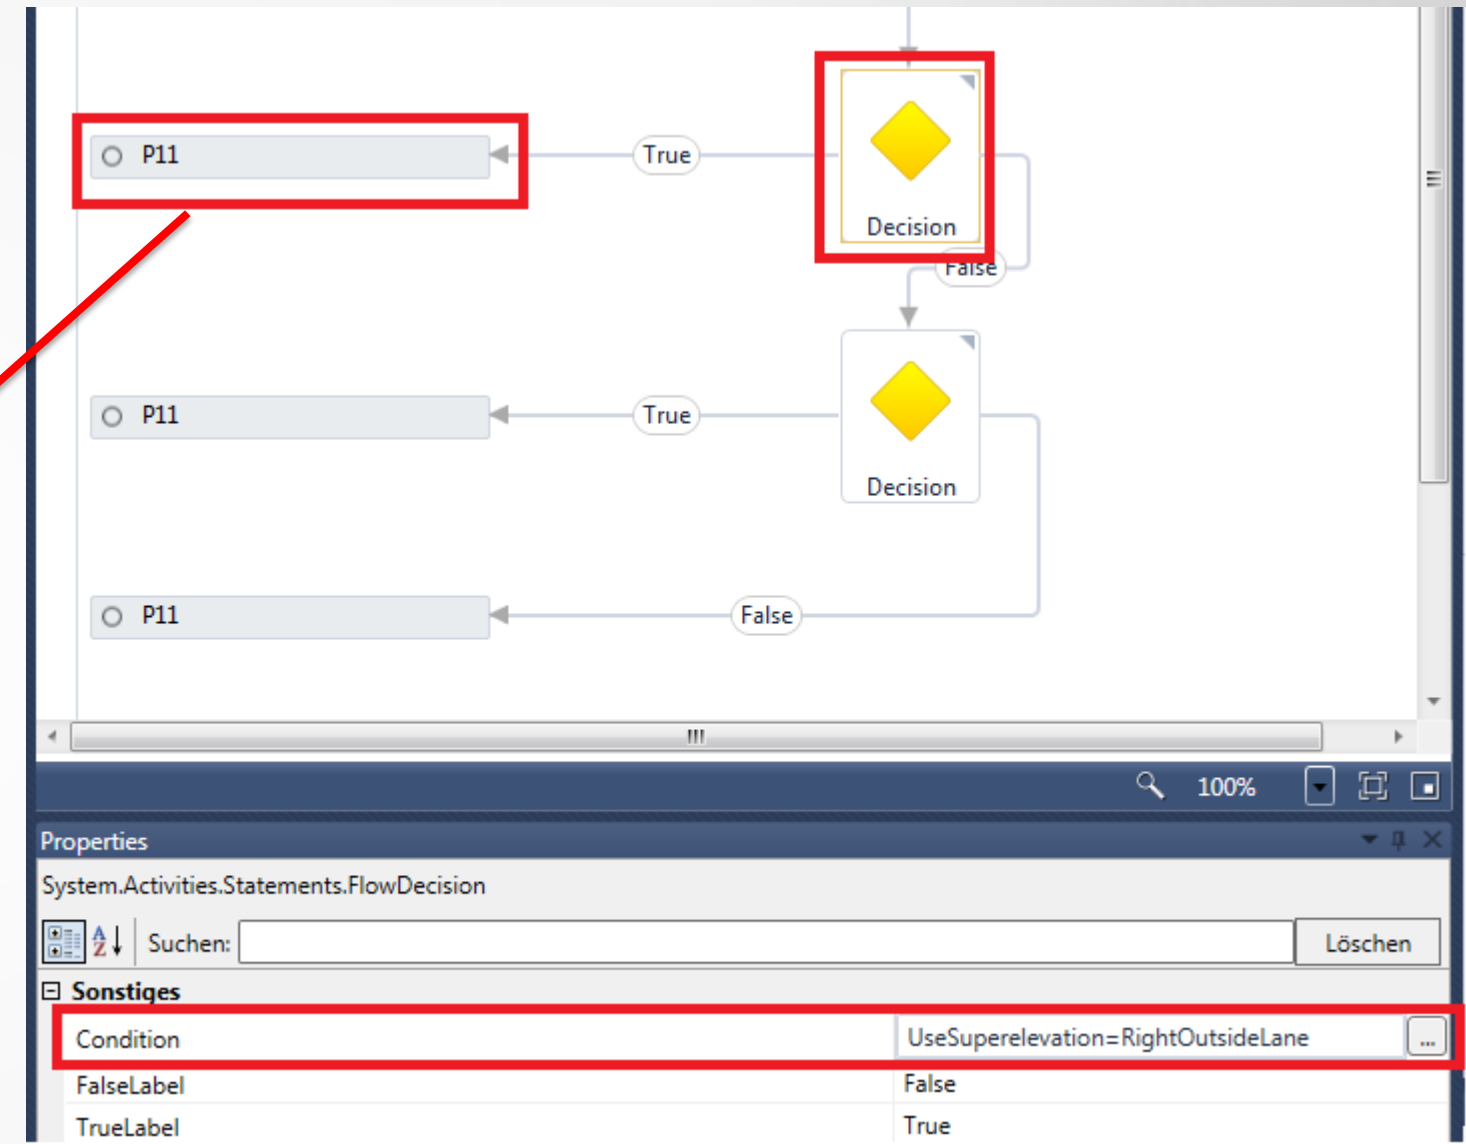 P11
True
Decision
False
P11
True
Decision
P11
False
100%
Properties
System.Activities.Statements.FlowDecision
A
Z
Suchen:
Löschen
Sonstiges
Condition UseSuperelevation=RightOutsideLane ...
FalseLabel False
TrueLabel True